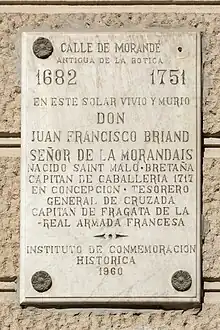 CALLE DE MORANDÉ
ANTIGUA DE LA BOTICA
1682 1751
EN ESTE SOLAR VIVIO Y MURIO
DON
JUAN FRANCISCO BRIAND
SEÑOR DE LA MORANDAIS
NACIDO SAINT MALO-BRETAÑA
CAPITAN DE CABALLERIA 1717
EN CONCEPCION - TESORERO
GENERAL DE CRUZADA
CAPITAN DE FRAGATA DE LA
-REAL ARMADA FRANCESA
INSTITUTO DE CONMEMORACION
HISTORICA
1960